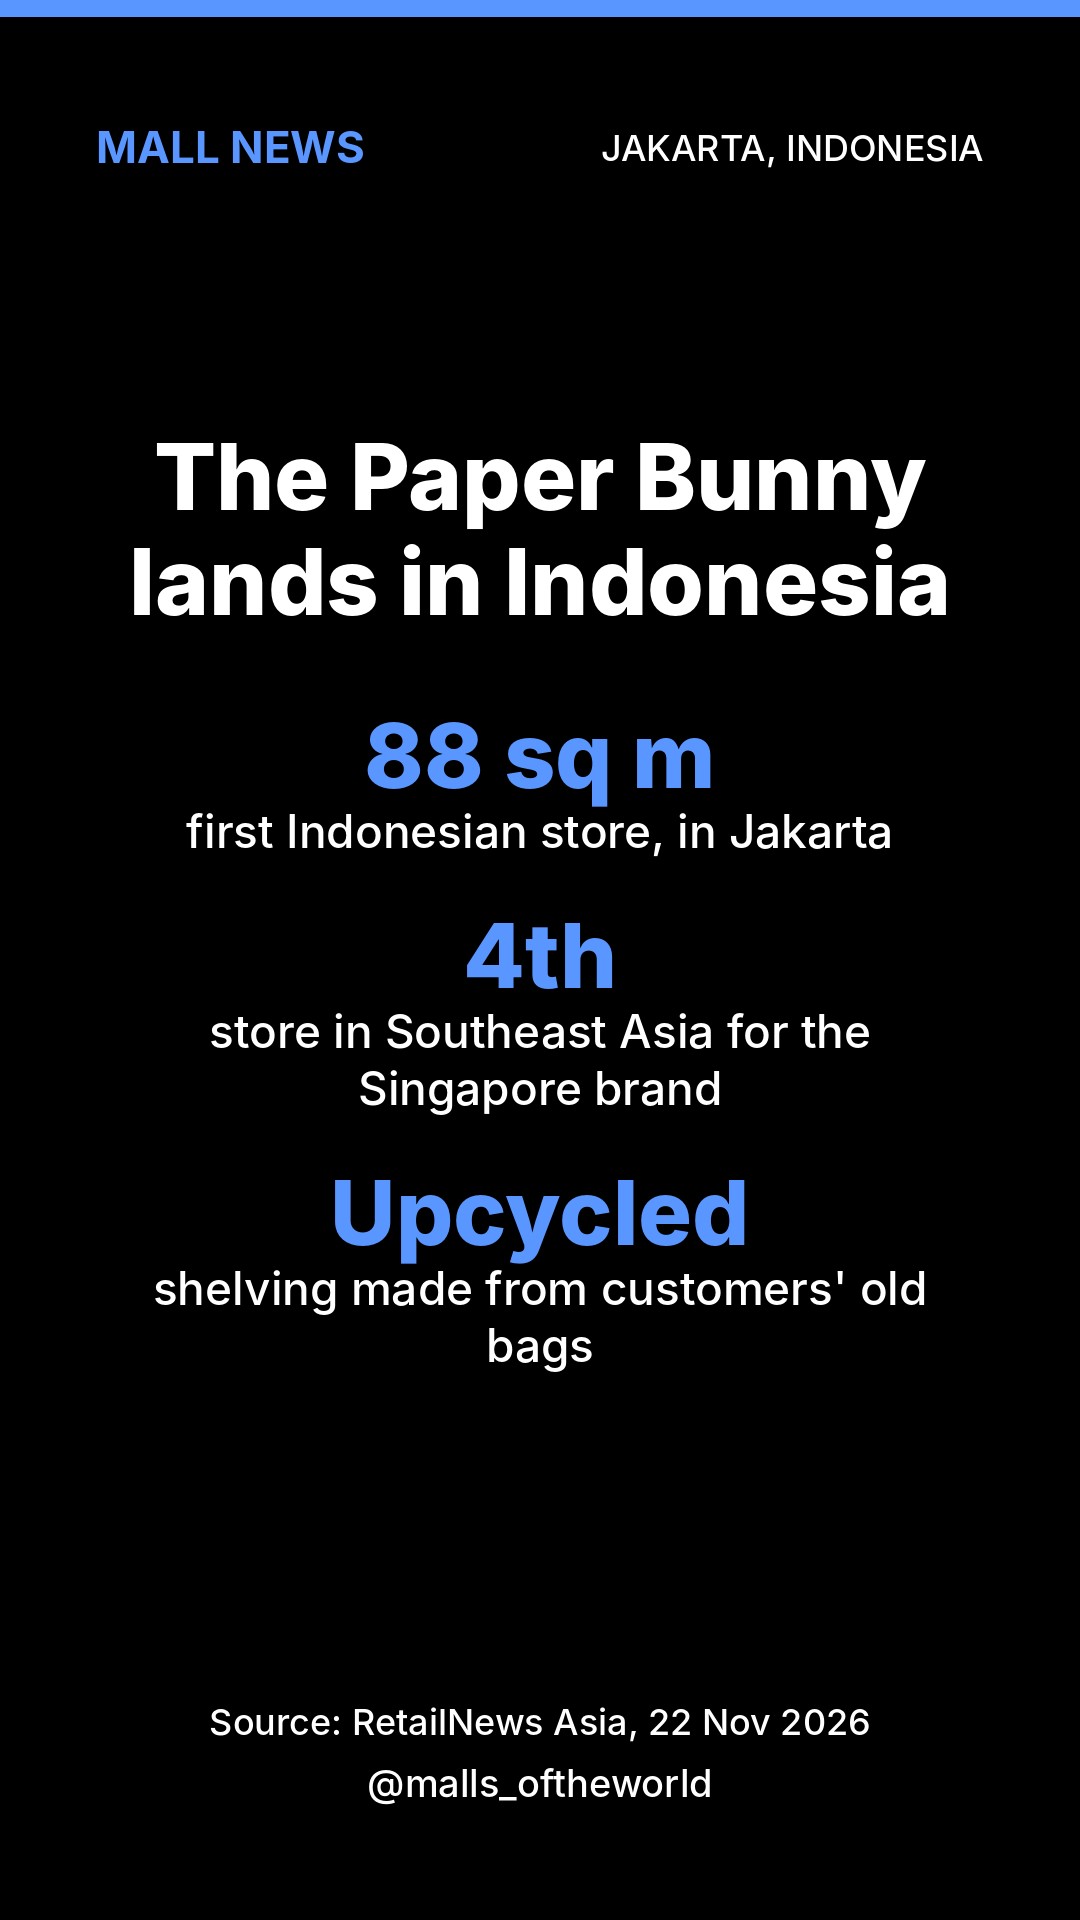 MALL NEWS
JAKARTA, INDONESIA
The Paper Bunny
lands in Indonesia
88 sq m
first Indonesian store, in Jakarta
4th
store in Southeast Asia for the
Singapore brand
Upcycled
shelving made from customers' old
bags
Source: RetailNews Asia, 22 Nov 2026
@malls_oftheworld